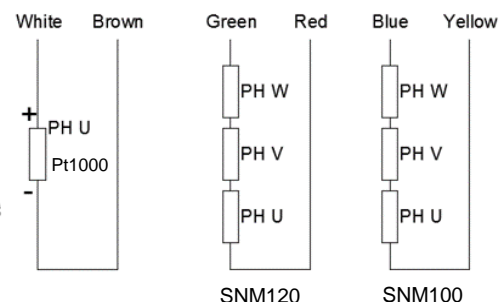 White Brown Green Red Blue Yellow
+ PH U
Pt1000
-
PH W
PH V
PH U
SNM120
PH W
PH V
PH U
SNM100